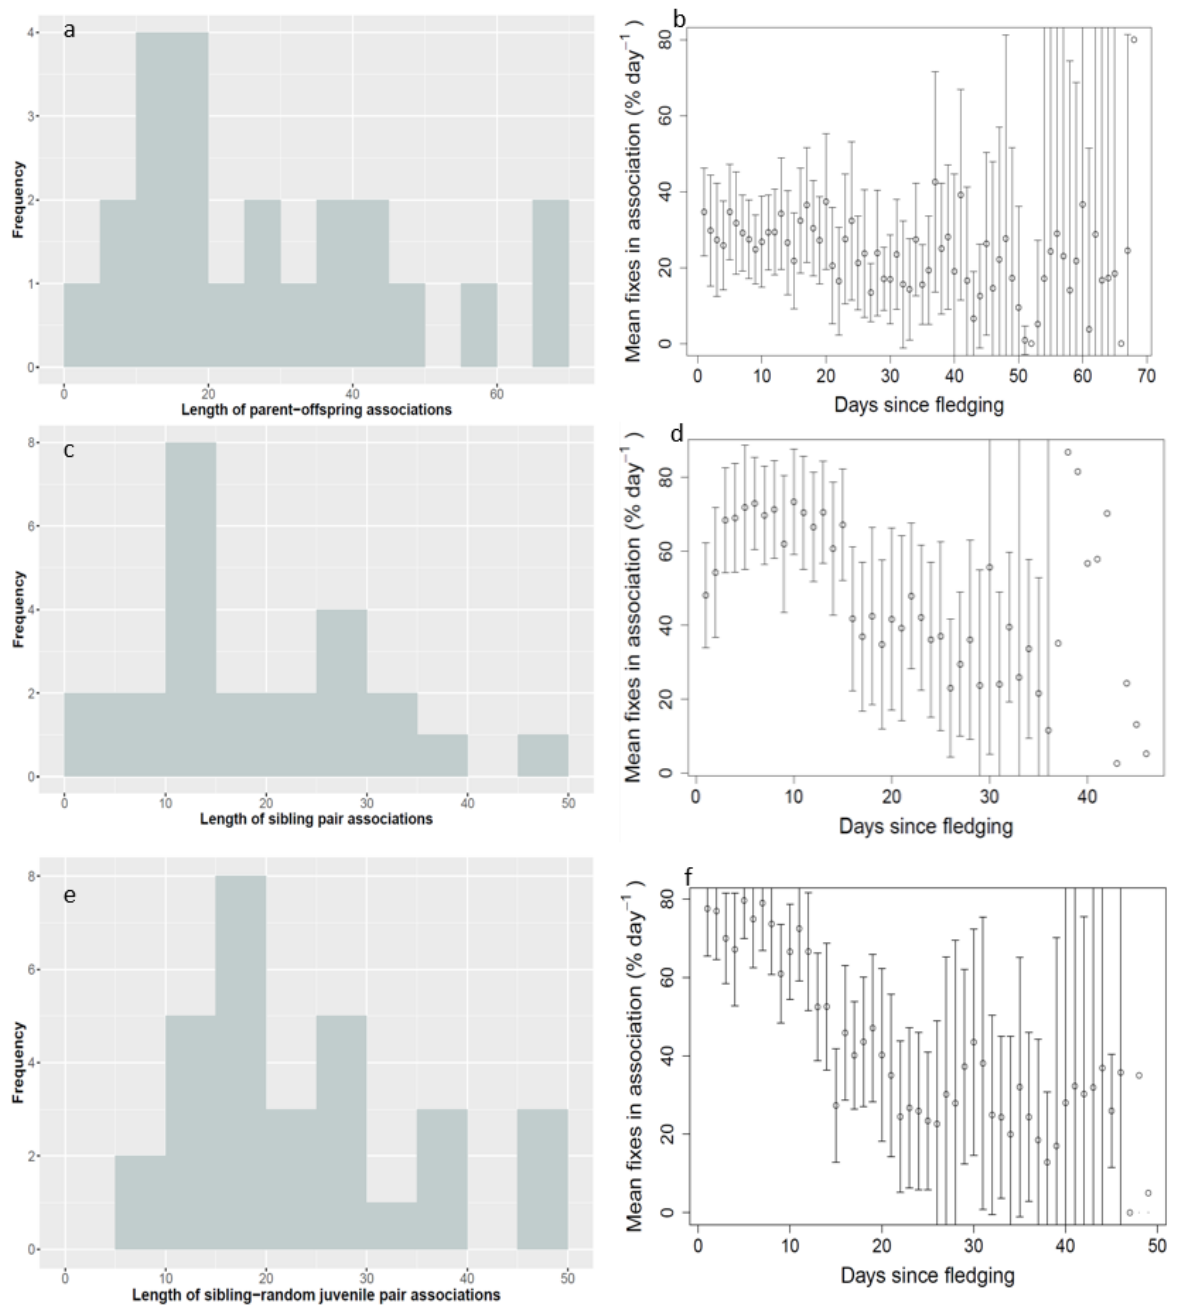 a
Frequency
4
3
2
1
0
0 20 40 60
Length of parent-offspring associations
b
Mean fixes in association (% day⁻¹ )
80
60
40
20
0
0 10 20 30 40 50 60 70
Days since fledging
c
Frequency
8
6
4
2
0
0 10 20 30 40 50
Length of sibling pair associations
d
Mean fixes in association (% day⁻¹ )
80
60
40
20
0
0 10 20 30 40
Days since fledging
e
Frequency
8
6
4
2
0
0 10 20 30 40 50
Length of sibling−random juvenile pair associations
f
Mean fixes in association (% day⁻¹ )
80
60
40
20
0
0 10 20 30 40 50
Days since fledging